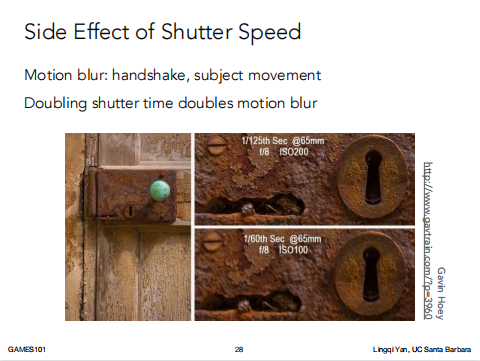 Side Effect of Shutter Speed
Motion blur: handshake, subject movement
Doubling shutter time doubles motion blur
1/125th Sec @65mm
f/8 ISO200
1/60th Sec @65mm
f/8 ISO100
Gavin Hoey
http://www.gavtrain.com/?p=3960
GAMES101
28
Lingqi Yan, UC Santa Barbara